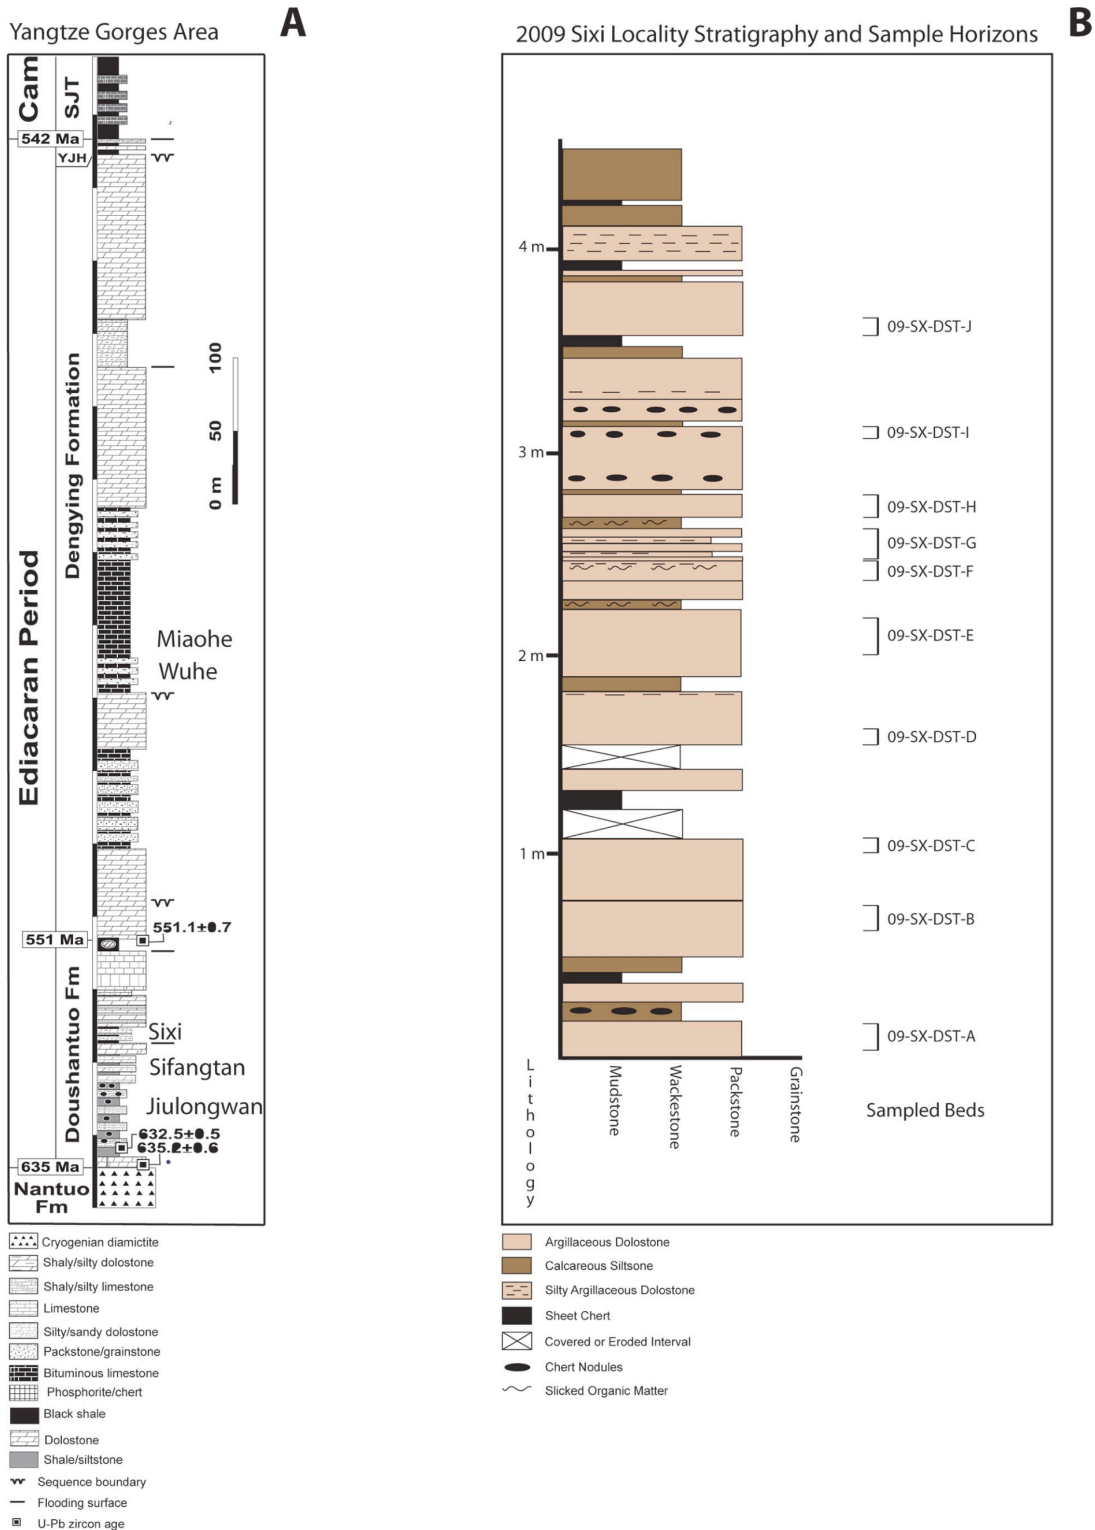 Yangtze Gorges Area
A
Cam
SJT
542 Ma
YJH
Ediacaran Period
Dengying Formation
100
50
0 m
Miaohe
Wuhe
551.1±0.7
551 Ma
Doushantuo Fm
Sixi
Sifangtan
Jiulongwan
632.5±0.5
635.2±0.6
635 Ma
Nantuo
Fm
Cryogenian diamictite
Shaly/silty dolostone
Shaly/silty limestone
Limestone
Silty/sandy dolostone
Packstone/grainstone
Bituminous limestone
Phosphorite/chert
Black shale
Dolostone
Shale/siltstone
Sequence boundary
Flooding surface
U-Pb zircon age
B
2009 Sixi Locality Stratigraphy and Sample Horizons
4 m
3 m
2 m
1 m
09-SX-DST-J
09-SX-DST-I
09-SX-DST-H
09-SX-DST-G
09-SX-DST-F
09-SX-DST-E
09-SX-DST-D
09-SX-DST-C
09-SX-DST-B
09-SX-DST-A
Lithology
Mudstone
Wackestone
Packstone
Grainstone
Sampled Beds
Argillaceous Dolostone
Calcareous Siltsone
Silty Argillaceous Dolostone
Sheet Chert
Covered or Eroded Interval
Chert Nodules
Slicked Organic Matter